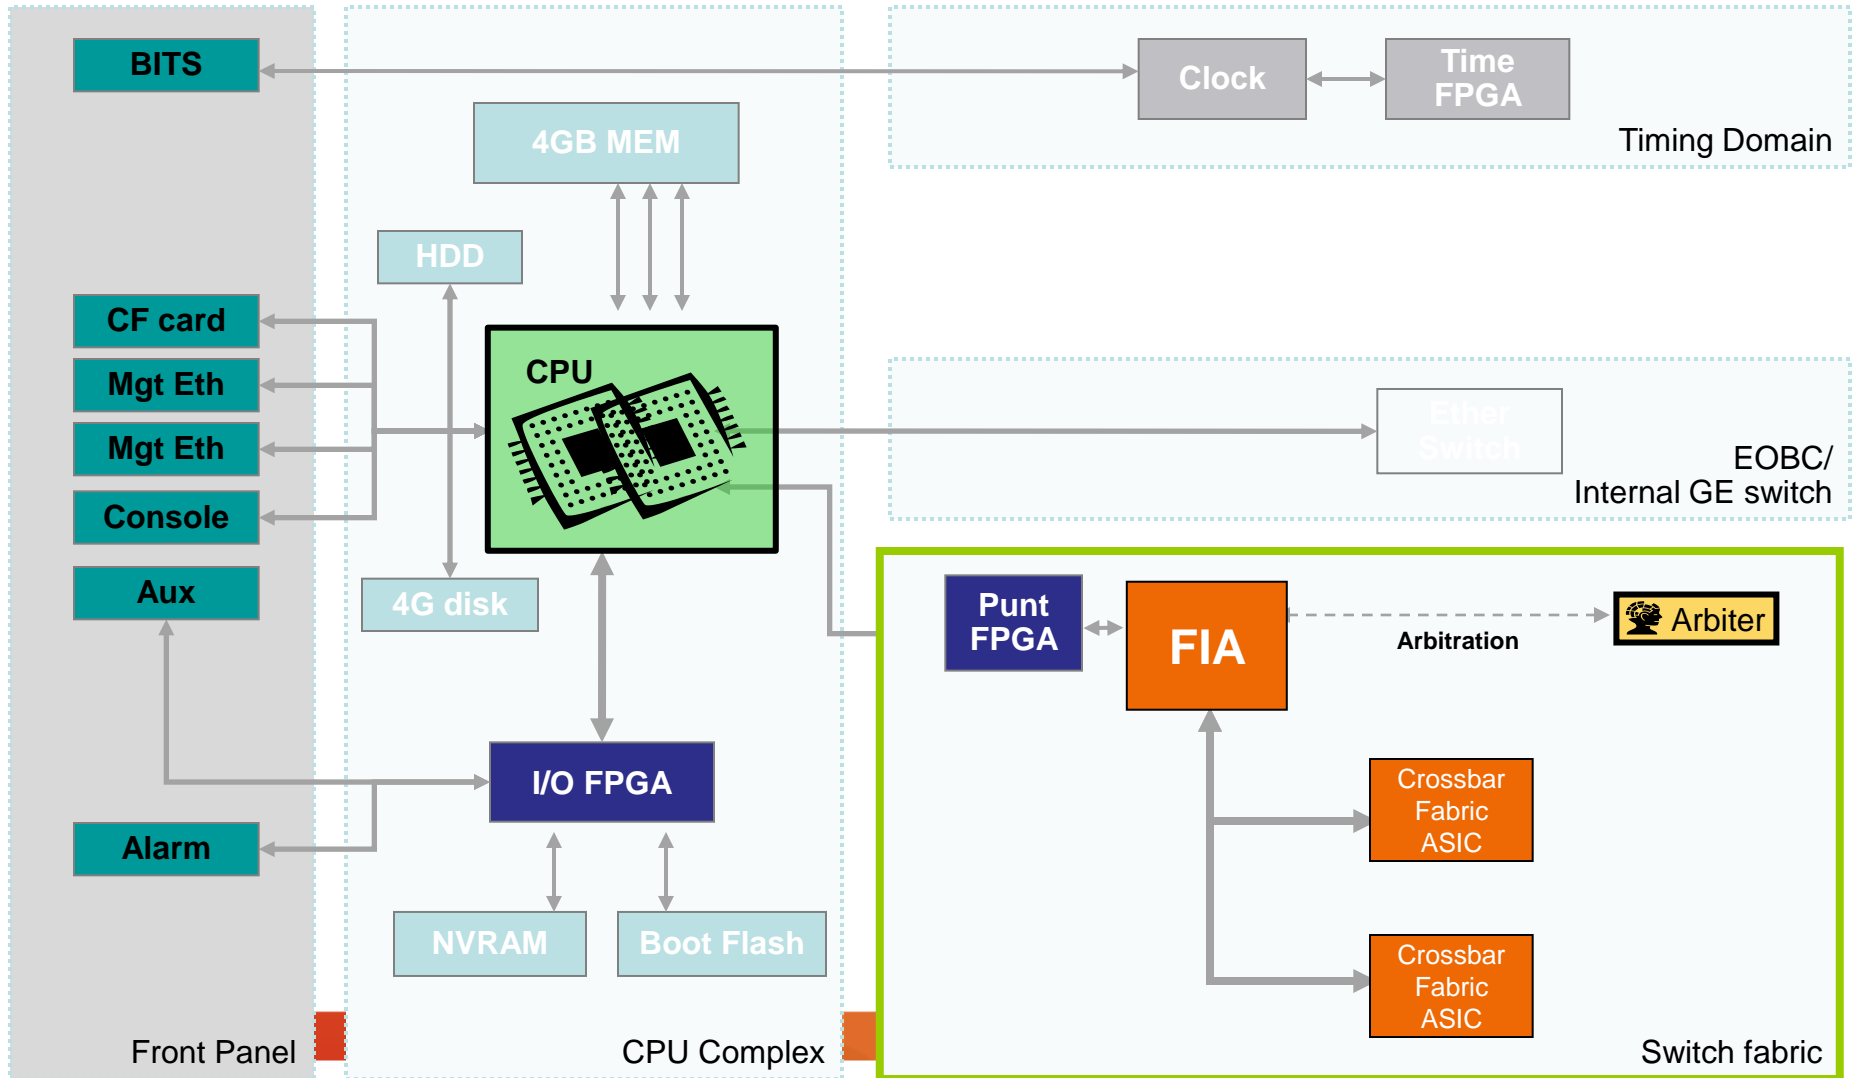 BITS
CF card
Mgt Eth
Mgt Eth
Console
Aux
Alarm
Front Panel
4GB MEM
HDD
CPU
4G disk
I/O FPGA
NVRAM
Boot Flash
CPU Complex
Clock
Time
FPGA
Timing Domain
Ether
Switch
EOBC/
Internal GE switch
Punt
FPGA
FIA
Arbitration
Arbiter
Crossbar
Fabric
ASIC
Crossbar
Fabric
ASIC
Switch fabric